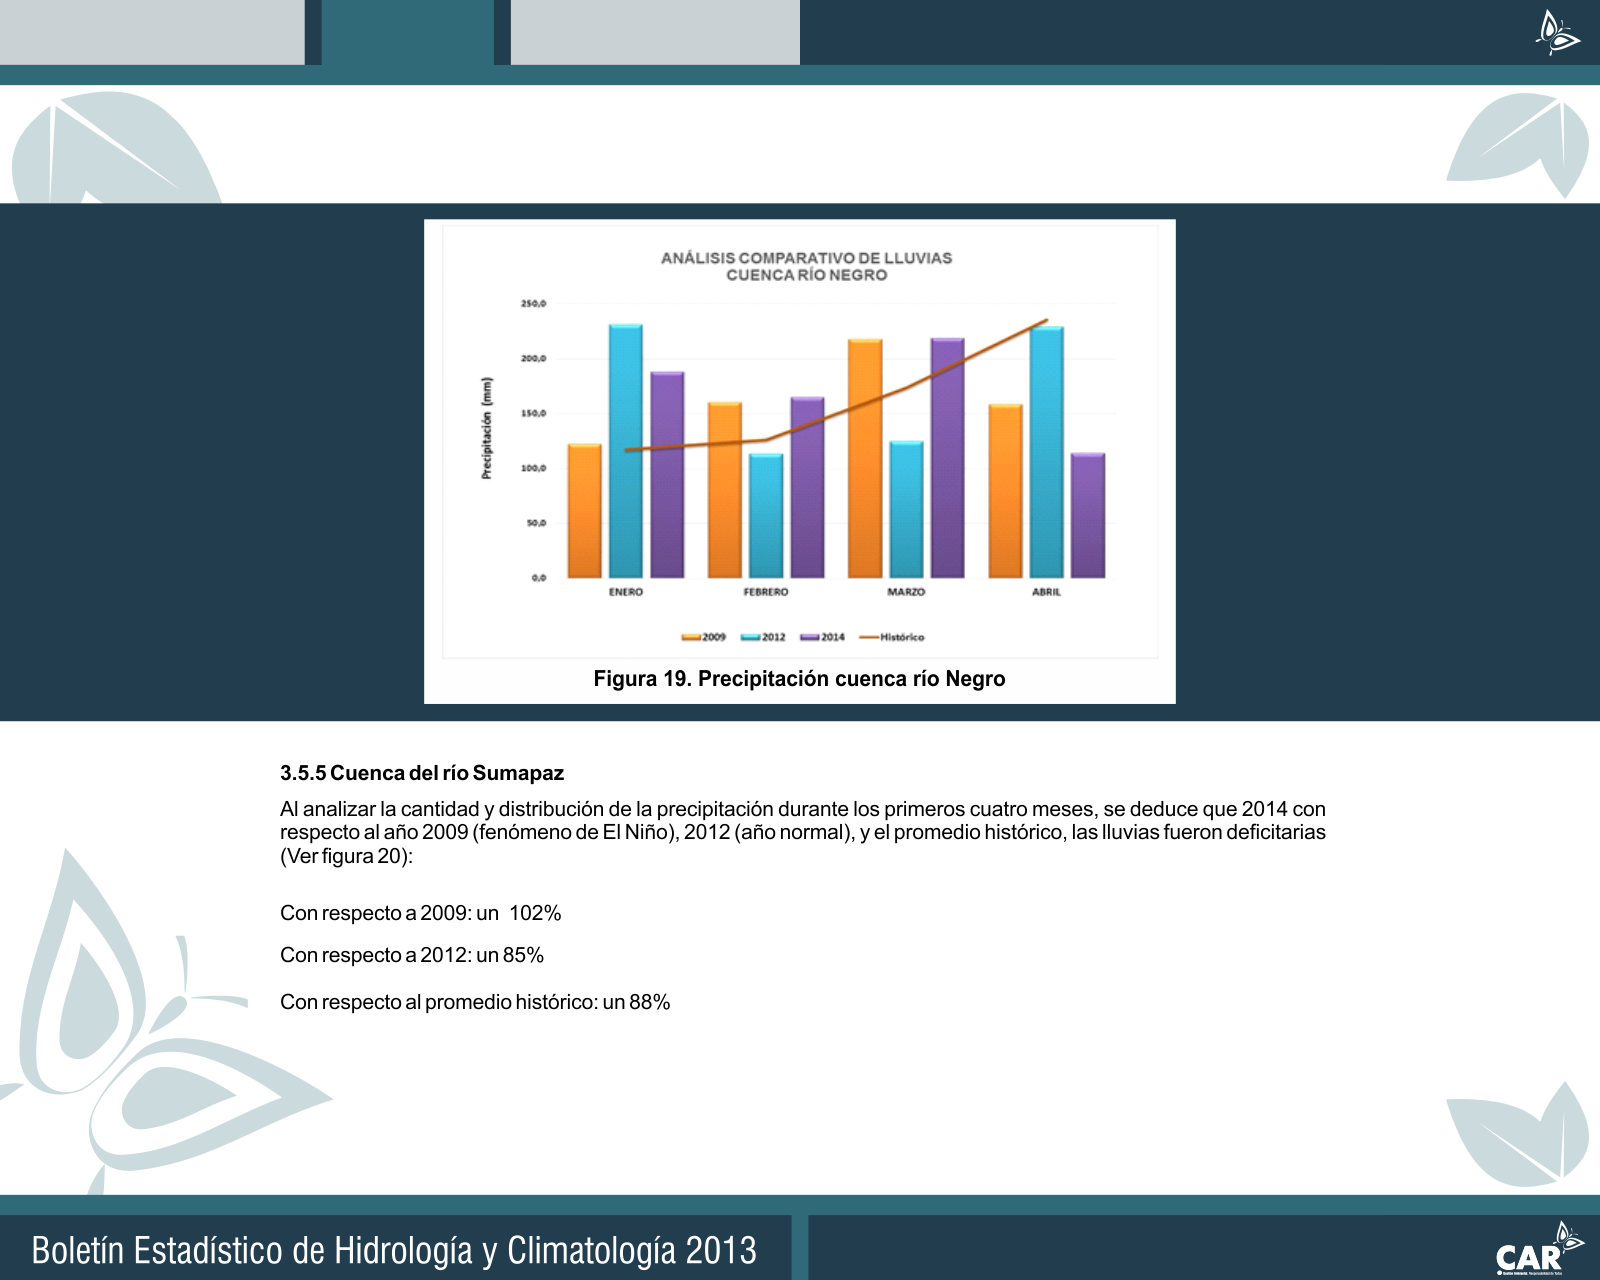 ANÁLISIS COMPARATIVO DE LLUVIAS
CUENCA RÍO NEGRO
Precipitación (mm)
250,0
200,0
150,0
100,0
50,0
0,0
ENERO FEBRERO MARZO ABRIL
2009 2012 2014 Histórico
Figura 19. Precipitación cuenca río Negro
3.5.5 Cuenca del río Sumapaz
Al analizar la cantidad y distribución de la precipitación durante los primeros cuatro meses, se deduce que 2014 con
respecto al año 2009 (fenómeno de El Niño), 2012 (año normal), y el promedio histórico, las lluvias fueron deficitarias
(Ver figura 20):
Con respecto a 2009: un 102%
Con respecto a 2012: un 85%
Con respecto al promedio histórico: un 88%
Boletín Estadístico de Hidrología y Climatología 2013
CAR